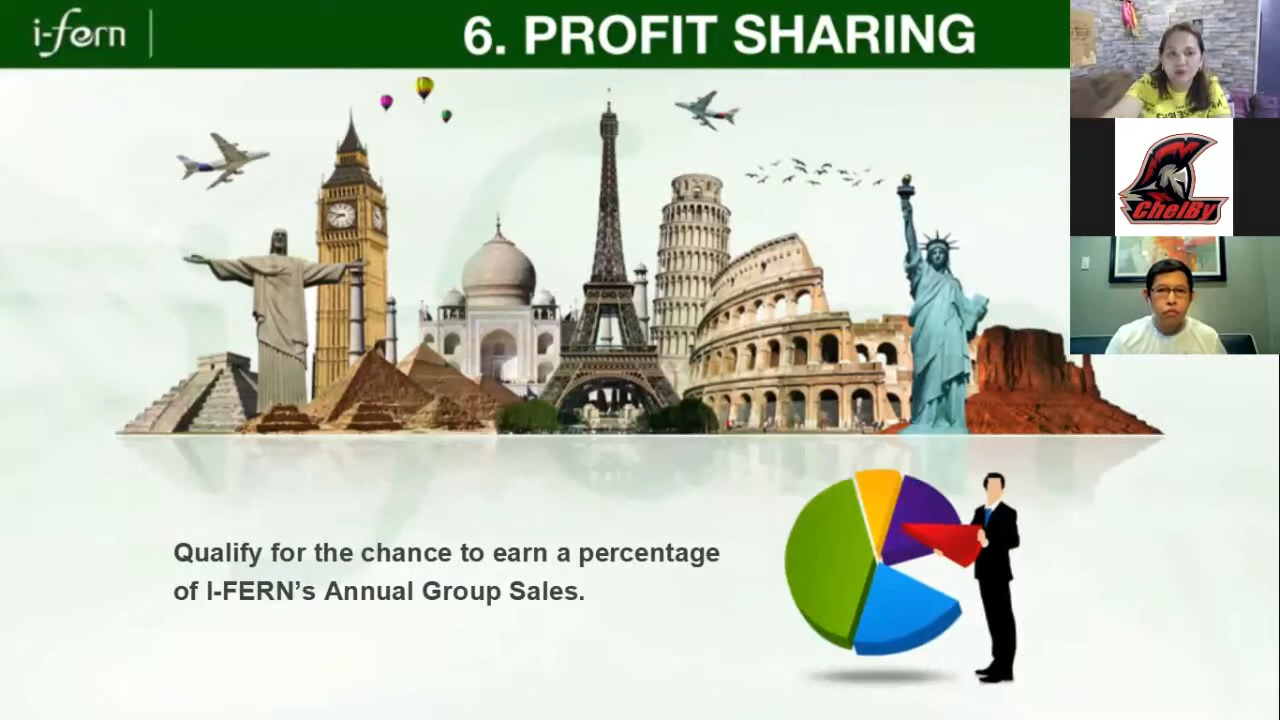 i-fern
6. PROFIT SHARING
ChelBy
Qualify for the chance to earn a percentage
of I-FERN’s Annual Group Sales.